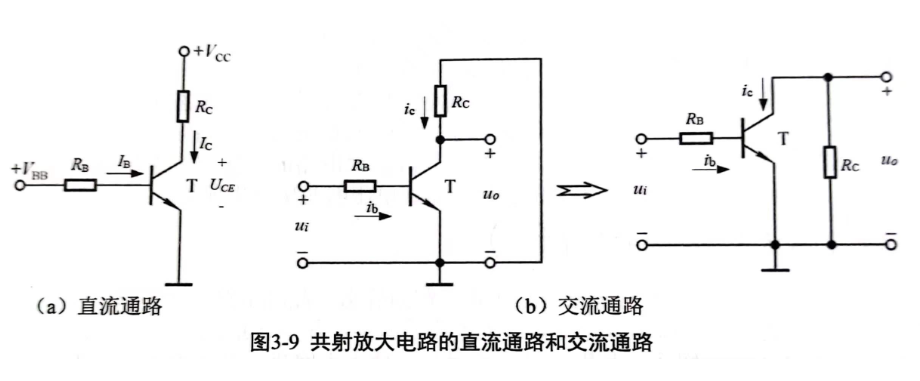 +VCC
RC
IC
+VBB
RB
IB
T
+
UCE
-
ic
RC
+
RB
T
uo
+
ib
ui
−
−
ic
+
RB
T
+
ib
RC
uo
ui
−
−
(a)直流通路
(b)交流通路
图3-9 共射放大电路的直流通路和交流通路